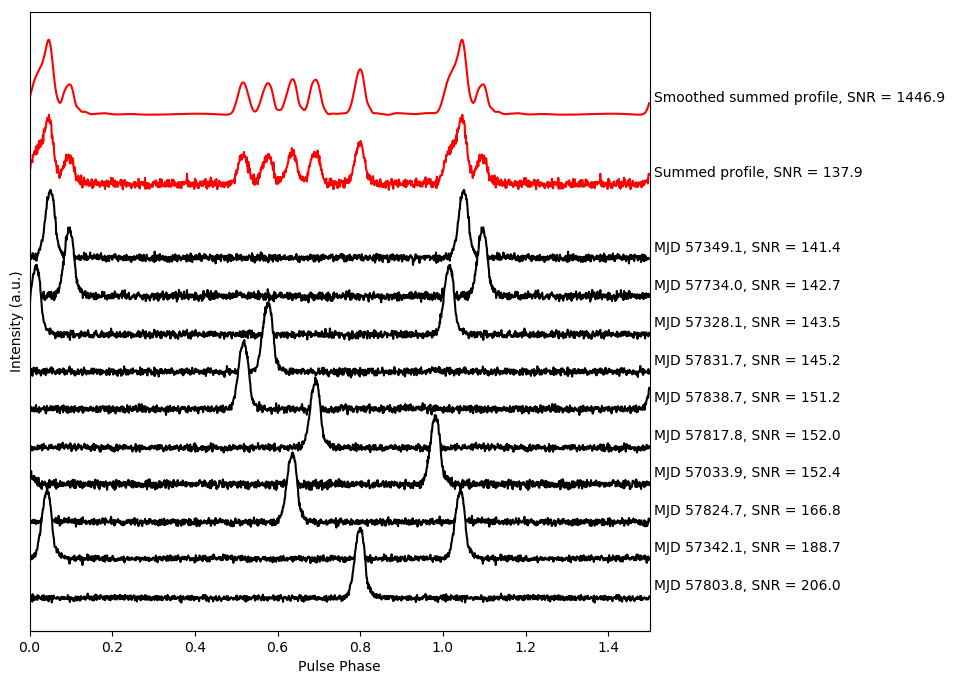 Smoothed summed profile, SNR = 1446.9
Summed profile, SNR = 137.9
MJD 57349.1, SNR = 141.4
MJD 57734.0, SNR = 142.7
MJD 57328.1, SNR = 143.5
MJD 57831.7, SNR = 145.2
MJD 57838.7, SNR = 151.2
MJD 57817.8, SNR = 152.0
MJD 57033.9, SNR = 152.4
MJD 57824.7, SNR = 166.8
MJD 57342.1, SNR = 188.7
MJD 57803.8, SNR = 206.0
Intensity (a.u.)
0.0 0.2 0.4 0.6 0.8 1.0 1.2 1.4
Pulse Phase